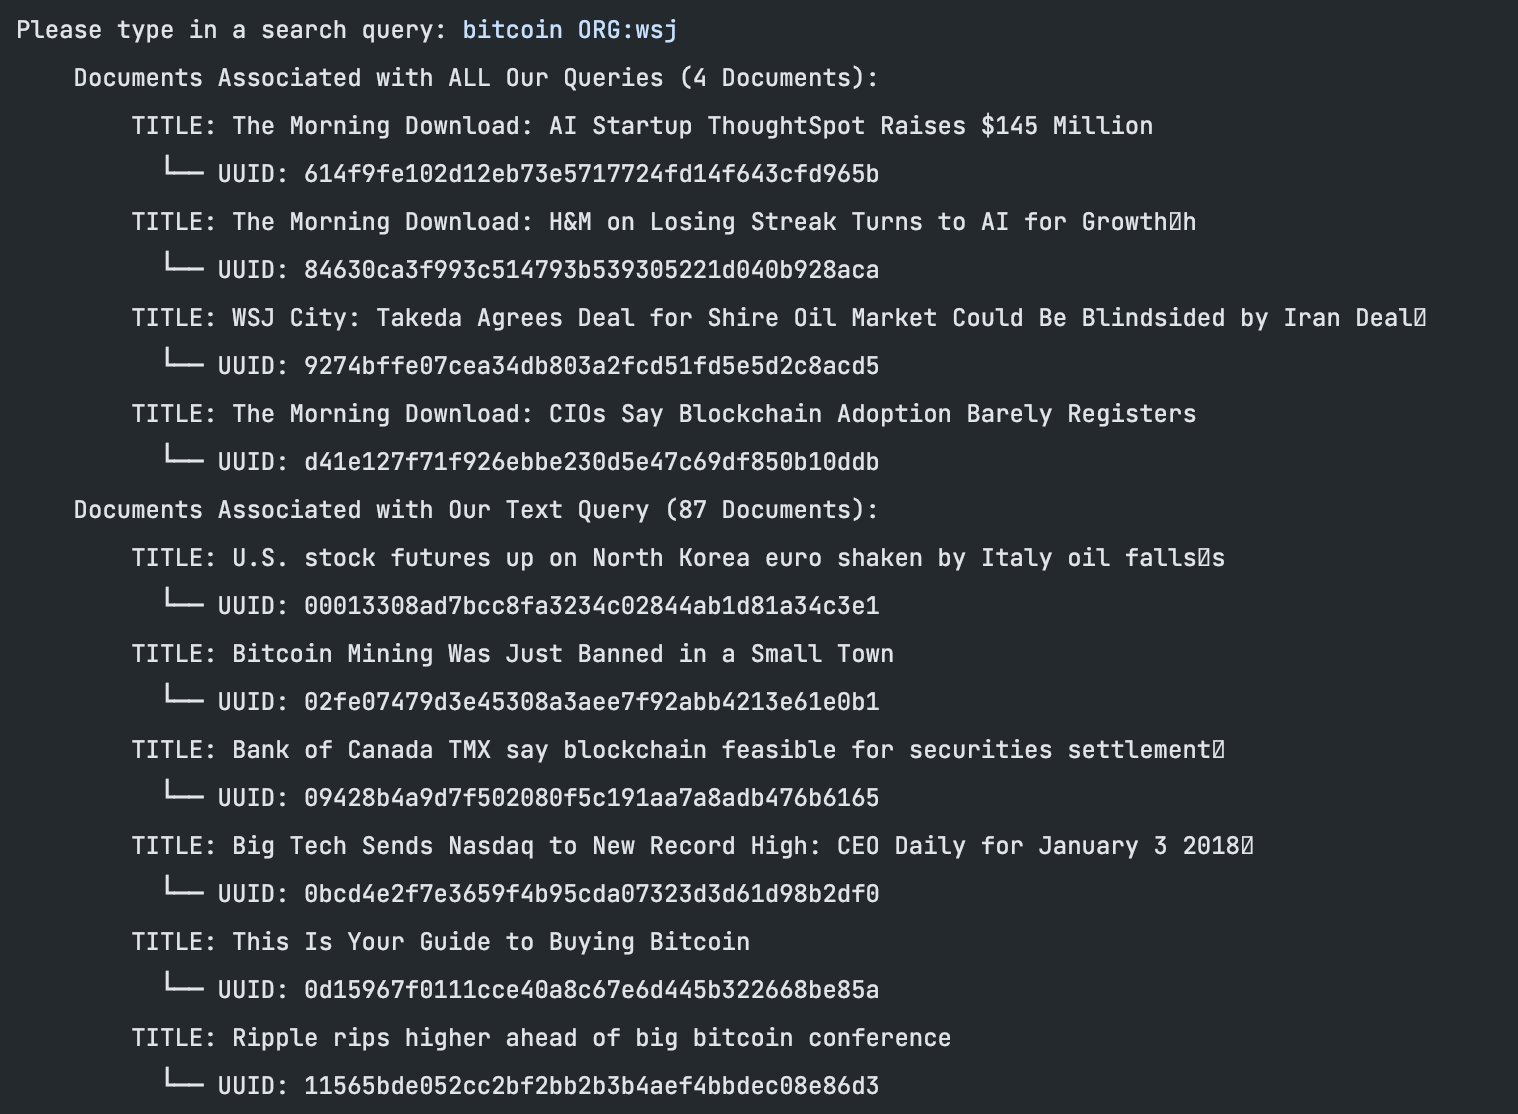 Please type in a search query: bitcoin ORG:wsj
Documents Associated with ALL Our Queries (4 Documents):
TITLE: The Morning Download: AI Startup ThoughtSpot Raises $145 Million
└── UUID: 614f9fe102d12eb73e5717724fd14f643cfd965b
TITLE: The Morning Download: H&M on Losing Streak Turns to AI for Growth�h
└── UUID: 84630ca3f993c514793b539305221d040b928aca
TITLE: WSJ City: Takeda Agrees Deal for Shire Oil Market Could Be Blindsided by Iran Deal�
└── UUID: 9274bffe07cea34db803a2fcd51fd5e5d2c8acd5
TITLE: The Morning Download: CIOs Say Blockchain Adoption Barely Registers
└── UUID: d41e127f71f926ebbe230d5e47c69df850b10ddb
Documents Associated with Our Text Query (87 Documents):
TITLE: U.S. stock futures up on North Korea euro shaken by Italy oil falls�s
└── UUID: 00013308ad7bcc8fa3234c02844ab1d81a34c3e1
TITLE: Bitcoin Mining Was Just Banned in a Small Town
└── UUID: 02fe07479d3e45308a3aee7f92abb4213e61e0b1
TITLE: Bank of Canada TMX say blockchain feasible for securities settlement�
└── UUID: 09428b4a9d7f502080f5c191aa7a8adb476b6165
TITLE: Big Tech Sends Nasdaq to New Record High: CEO Daily for January 3 2018�
└── UUID: 0bcd4e2f7e3659f4b95cda07323d3d61d98b2df0
TITLE: This Is Your Guide to Buying Bitcoin
└── UUID: 0d15967f0111cce40a8c67e6d445b322668be85a
TITLE: Ripple rips higher ahead of big bitcoin conference
└── UUID: 11565bde052cc2bf2bb2b3b4aef4bbdec08e86d3